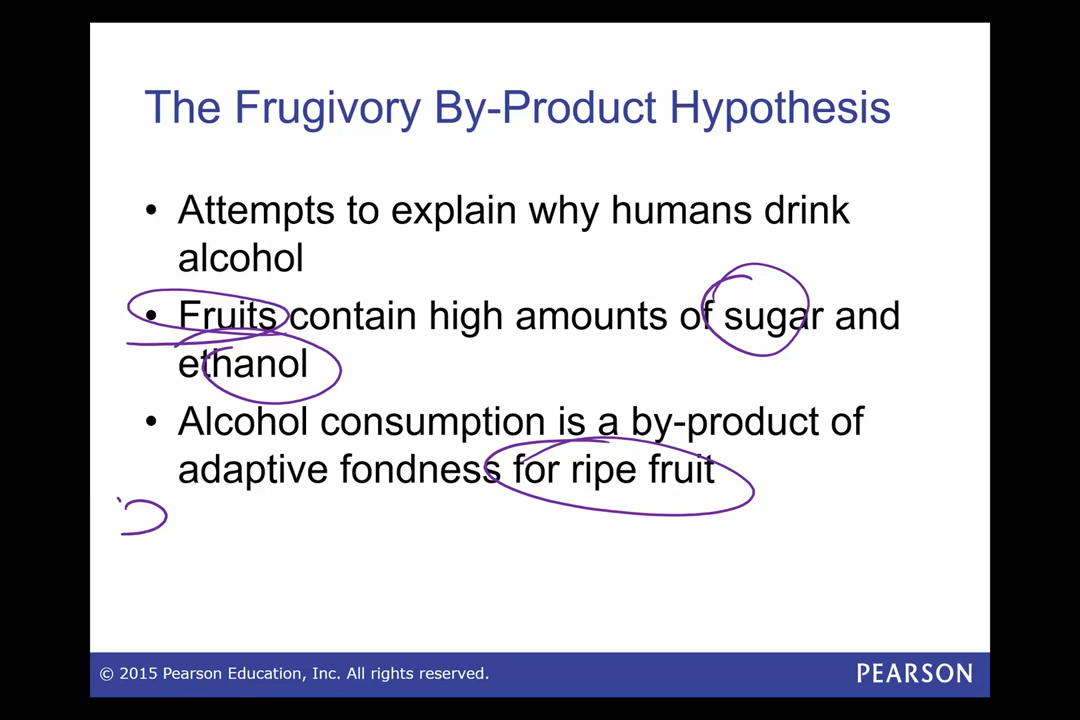 The Frugivory By-Product Hypothesis
• Attempts to explain why humans drink
alcohol
• Fruits contain high amounts of sugar and
ethanol
• Alcohol consumption is a by-product of
adaptive fondness for ripe fruit
© 2015 Pearson Education, Inc. All rights reserved.
PEARSON